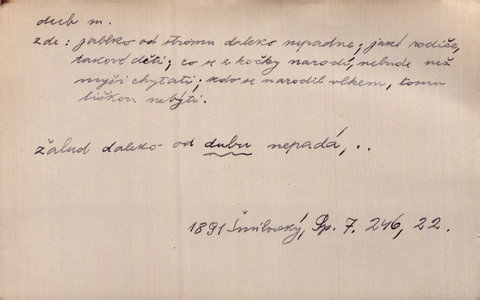 dub m.
zde: jablko od stromu daleko nepadne; jaké rodiče,
takové děti; co se z kočky narodí, nebude než
myši chytati; kdo se narodil vlkem, tomu
liškou nebýti.
žalud daleko od dubu nepadá, ..
1891 Šmilovský, Sp. 7. 246, 22.